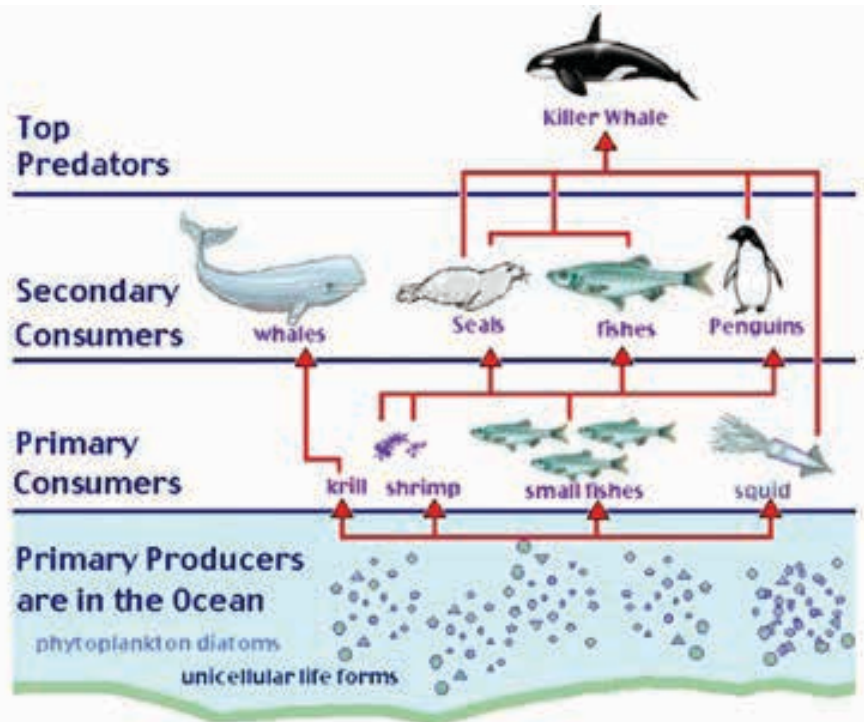 Killer Whale
Top
Predators
Secondary
Consumers
whales
Seals
fishes
Penguins
Primary
Consumers
krill
shrimp
small fishes
squid
Primary Producers
are in the Ocean
phytoplankton diatoms
unicellular life forms